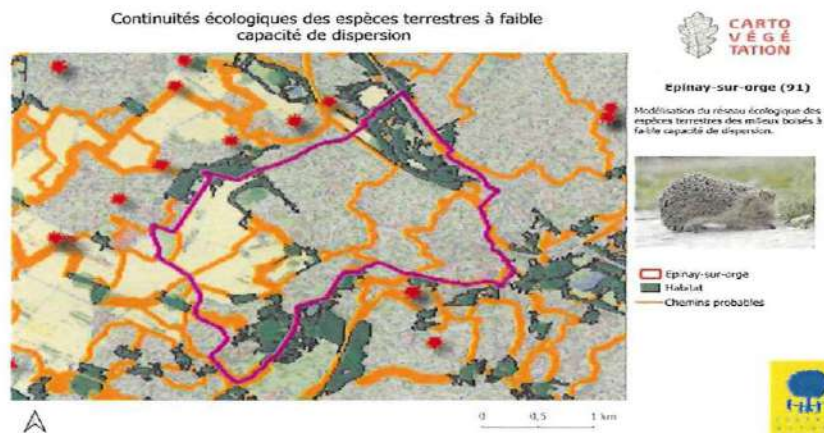 Continuités écologiques des espèces terrestres à faible
capacité de dispersion
CARTO
VÉGÉ
TATION
Epinay-sur-orge (91)
Modélisation du réseau écologique des
espèces terrestres des milieux boisés à
faible capacité de dispersion.
Epinay-sur-orge
Habitat
Chemins probables
0 0,5 1 km